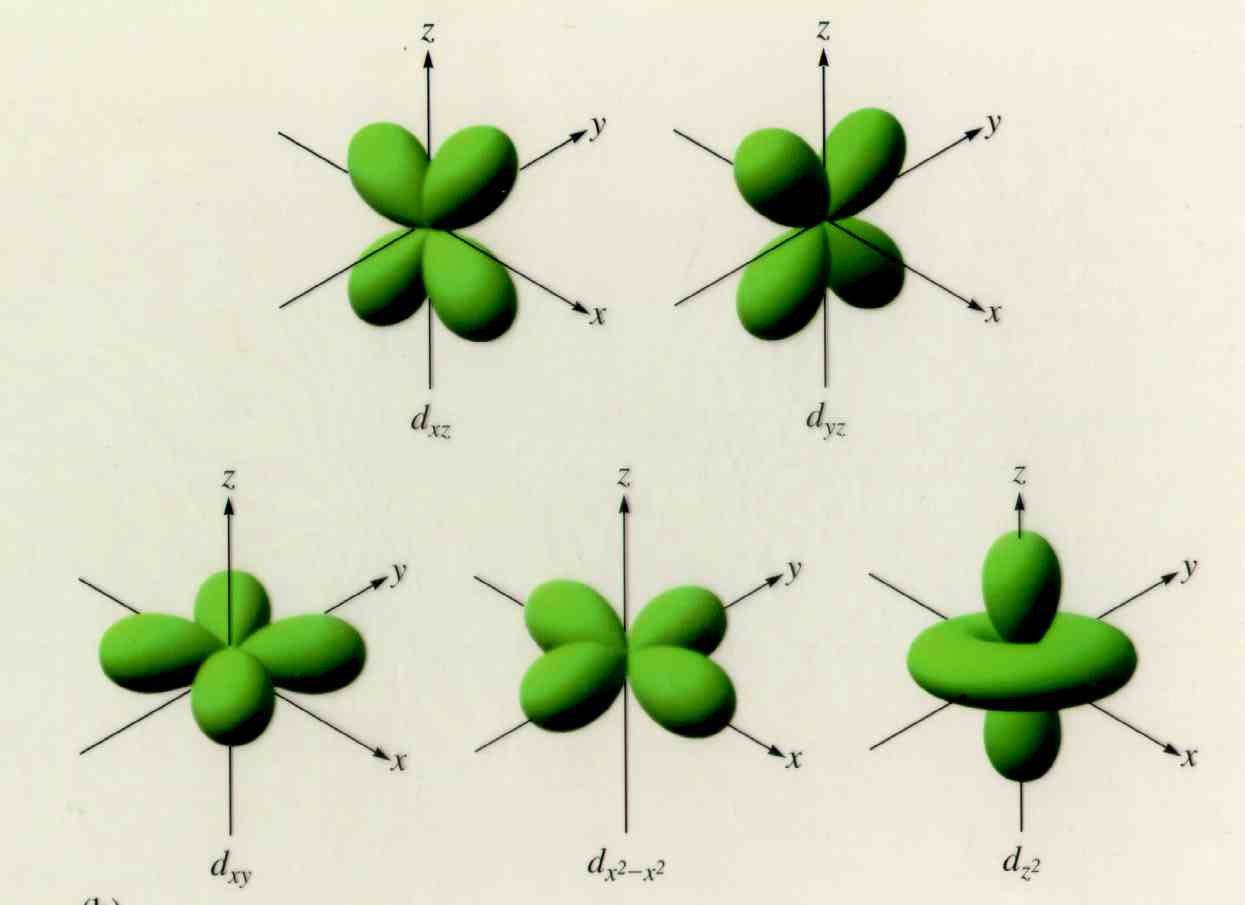 z z
y y
x x
d_xz d_yz
z z z
y y y
x x x
d_xy d_x²−x² d_z²